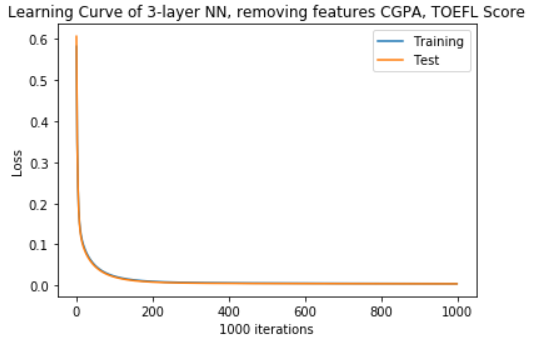 Learning Curve of 3-layer NN, removing features CGPA, TOEFL Score
Training
Test
Loss
0.6
0.5
0.4
0.3
0.2
0.1
0.0
0 200 400 600 800 1000
1000 iterations